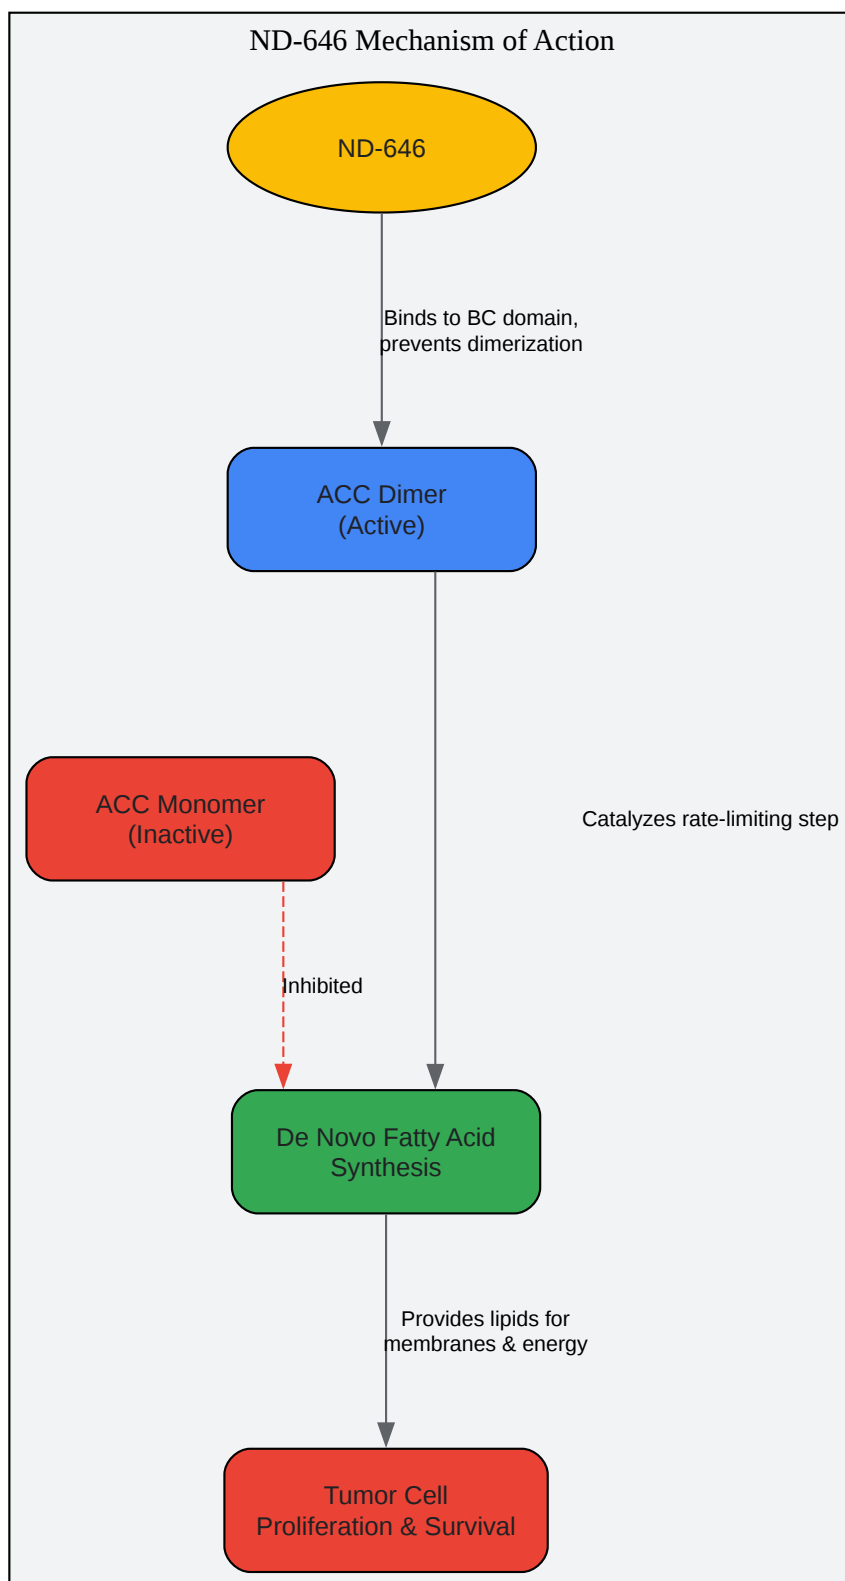 ND-646 Mechanism of Action
ND-646
Binds to BC domain,
prevents dimerization
ACC Dimer
(Active)
ACC Monomer
(Inactive)
Catalyzes rate-limiting step
Inhibited
De Novo Fatty Acid
Synthesis
Provides lipids for
membranes & energy
Tumor Cell
Proliferation & Survival